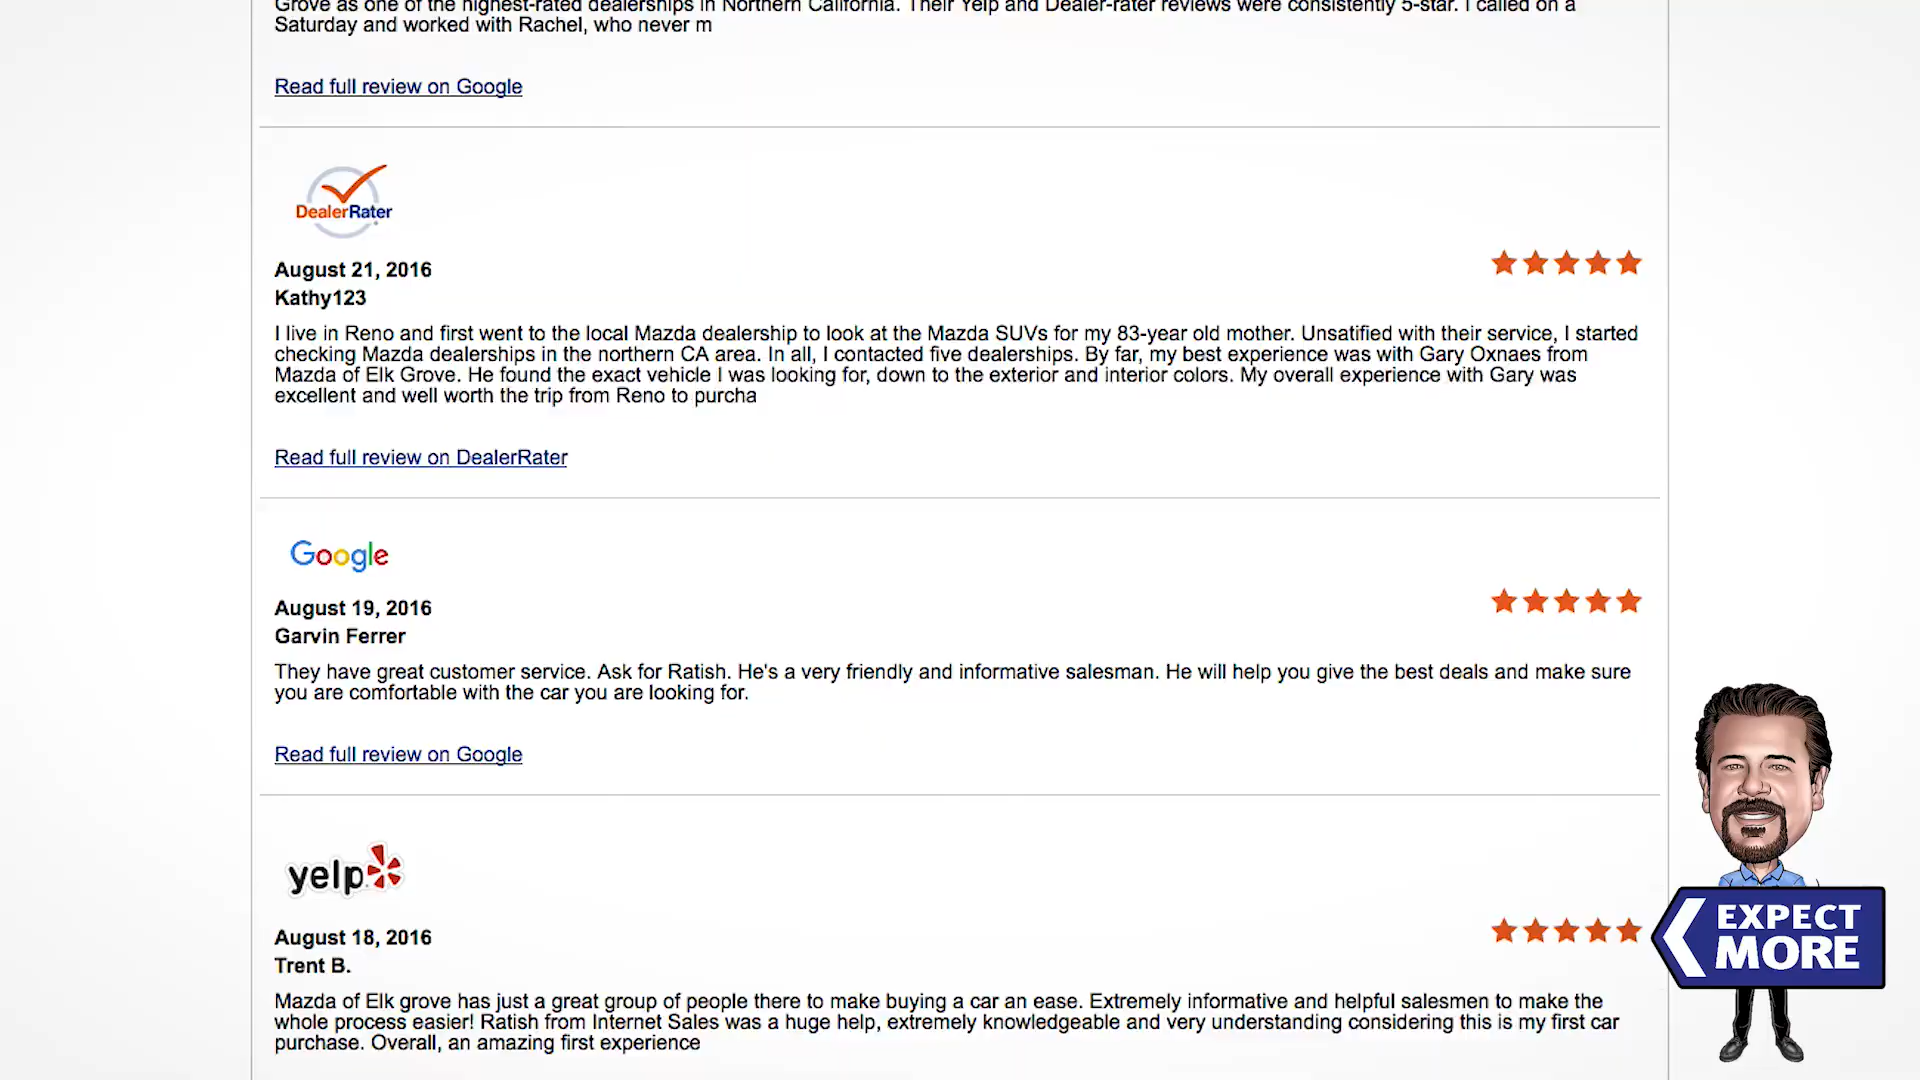 Grove as one of the highest-rated dealerships in Northern California. Their Yelp and Dealer-rater reviews were consistently 5-star. I called on a
Saturday and worked with Rachel, who never m
Read full review on Google
DealerRater
August 21, 2016
Kathy123
I live in Reno and first went to the local Mazda dealership to look at the Mazda SUVs for my 83-year old mother. Unsatified with their service, I started
checking Mazda dealerships in the northern CA area. In all, I contacted five dealerships. By far, my best experience was with Gary Oxnaes from
Mazda of Elk Grove. He found the exact vehicle I was looking for, down to the exterior and interior colors. My overall experience with Gary was
excellent and well worth the trip from Reno to purcha
Read full review on DealerRater
Google
August 19, 2016
Garvin Ferrer
They have great customer service. Ask for Ratish. He's a very friendly and informative salesman. He will help you give the best deals and make sure
you are comfortable with the car you are looking for.
Read full review on Google
yelp
August 18, 2016
Trent B.
Mazda of Elk grove has just a great group of people there to make buying a car an ease. Extremely informative and helpful salesmen to make the
whole process easier! Ratish from Internet Sales was a huge help, extremely knowledgeable and very understanding considering this is my first car
purchase. Overall, an amazing first experience
EXPECT
MORE